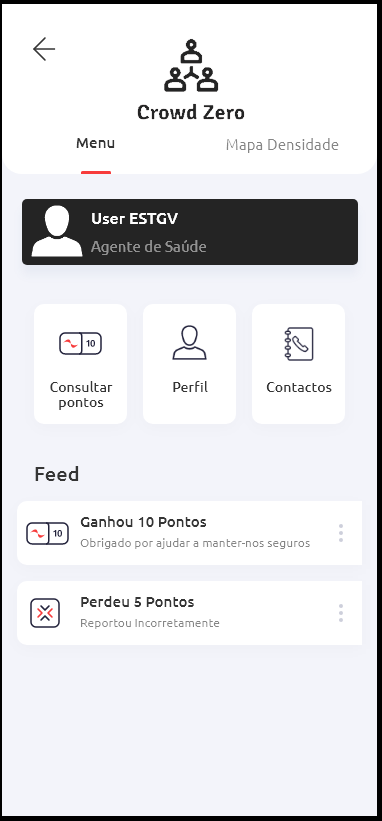 Crowd Zero
Menu
Mapa Densidade
User ESTGV
Agente de Saúde
10
Consultar
pontos
Perfil
Contactos
Feed
10
Ganhou 10 Pontos
Obrigado por ajudar a manter-nos seguros
Perdeu 5 Pontos
Reportou Incorretamente